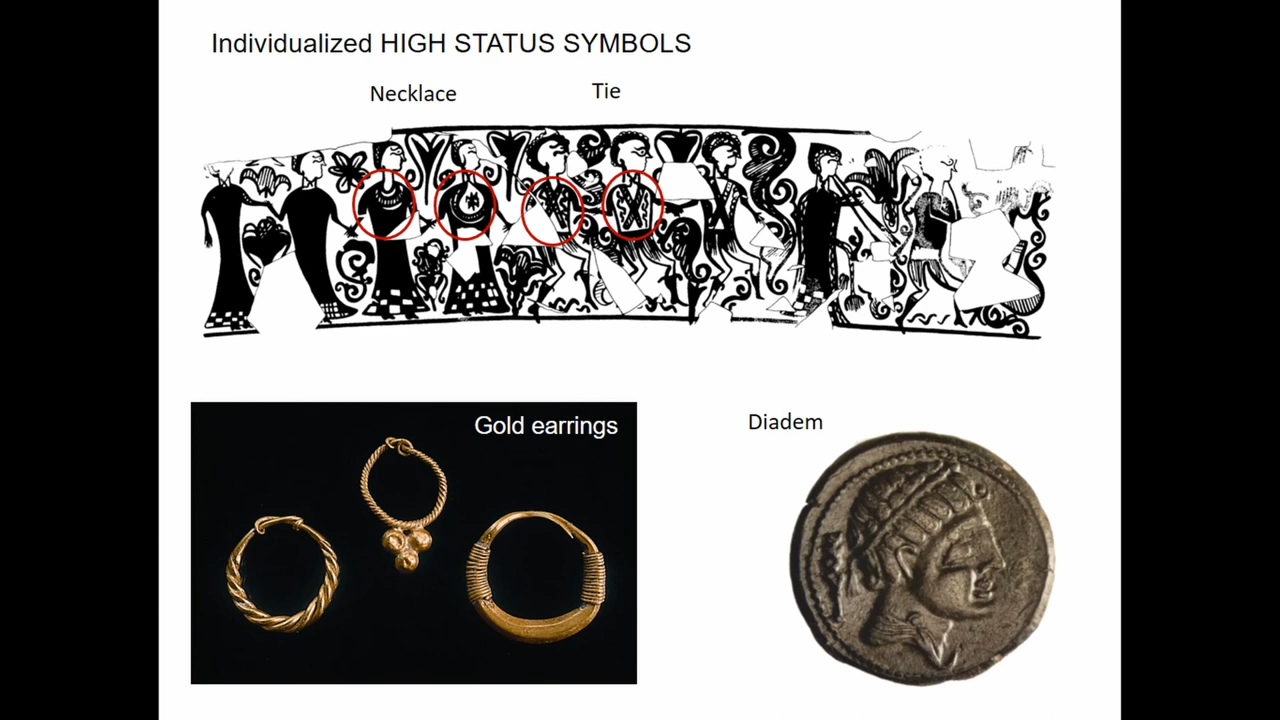 Individualized HIGH STATUS SYMBOLS
Necklace
Tie
Gold earrings
Diadem